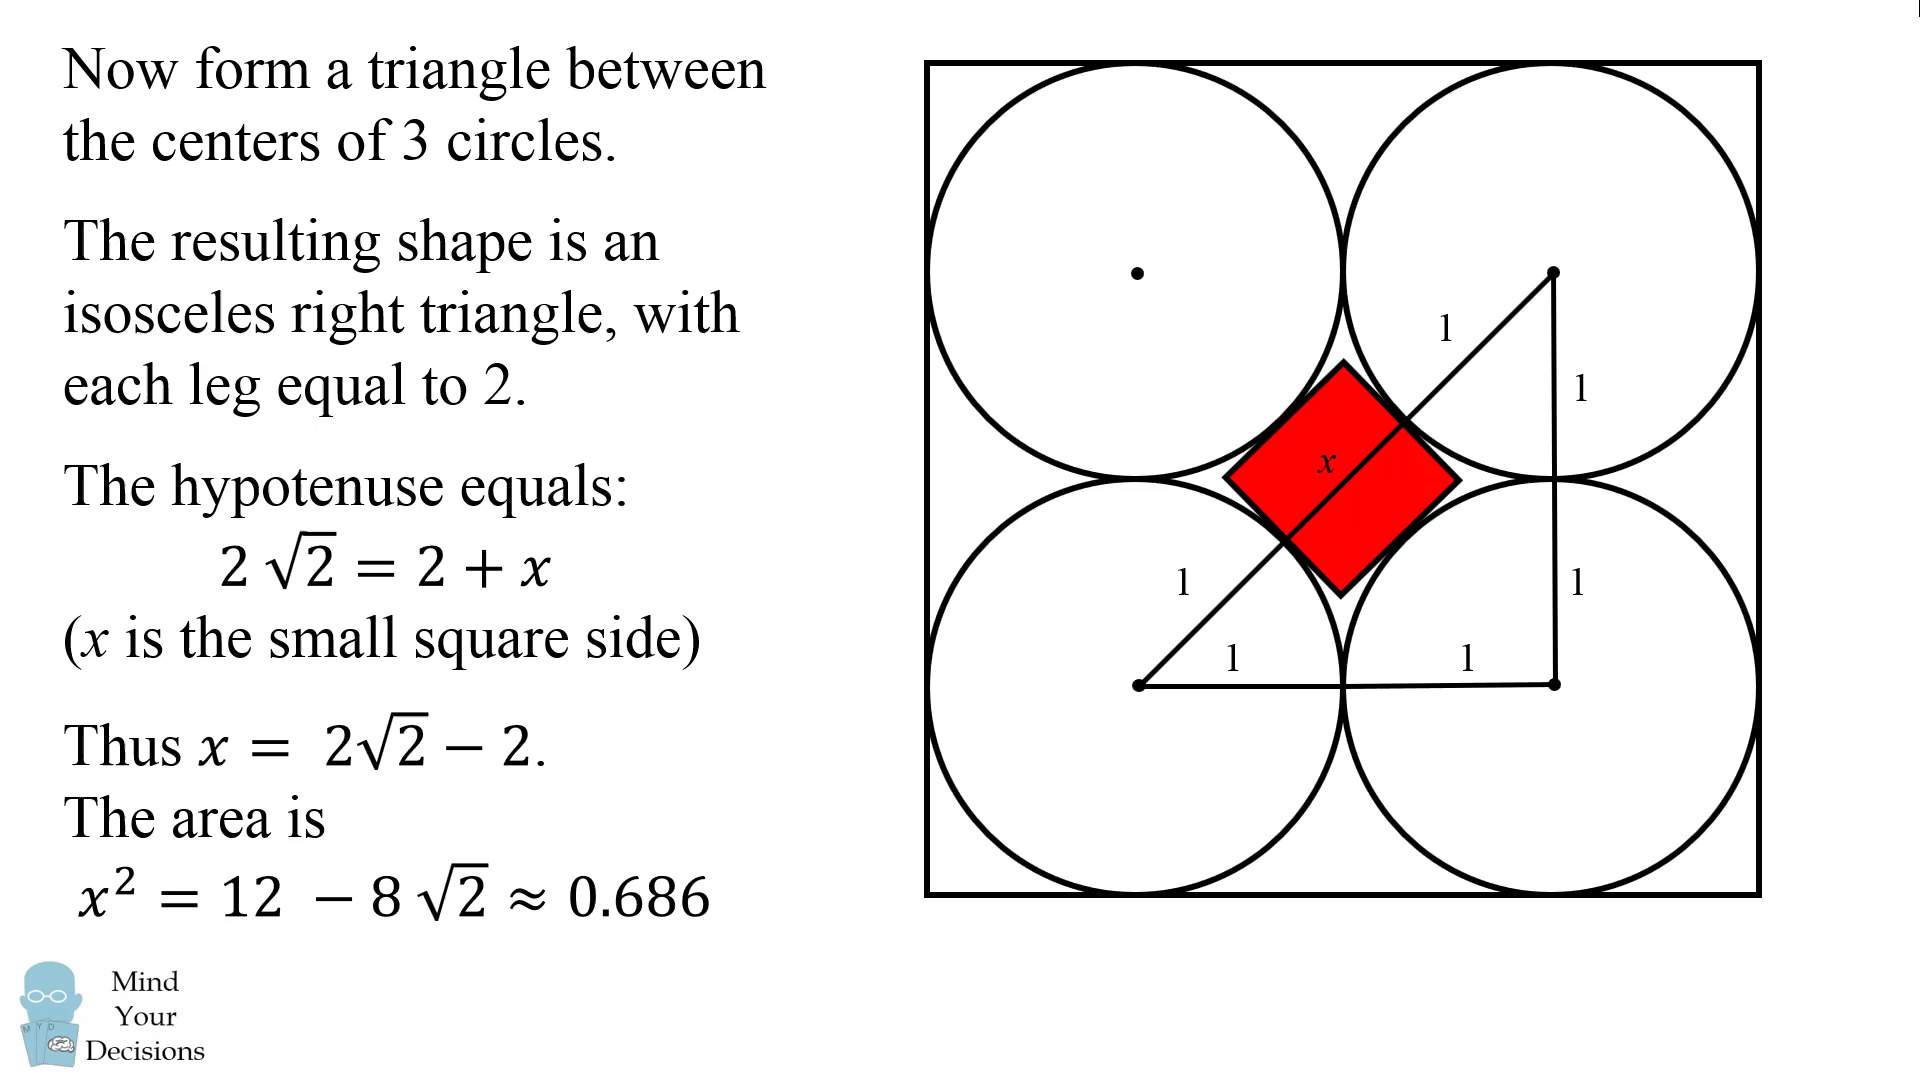 Now form a triangle between
the centers of 3 circles.
The resulting shape is an
isosceles right triangle, with
each leg equal to 2.
The hypotenuse equals:
2 √2 = 2 + x
(x is the small square side)
Thus x = 2√2 − 2.
The area is
x² = 12 − 8 √2 ≈ 0.686
1
1
x
1
1
1
1
M Y D
Mind
Your
Decisions